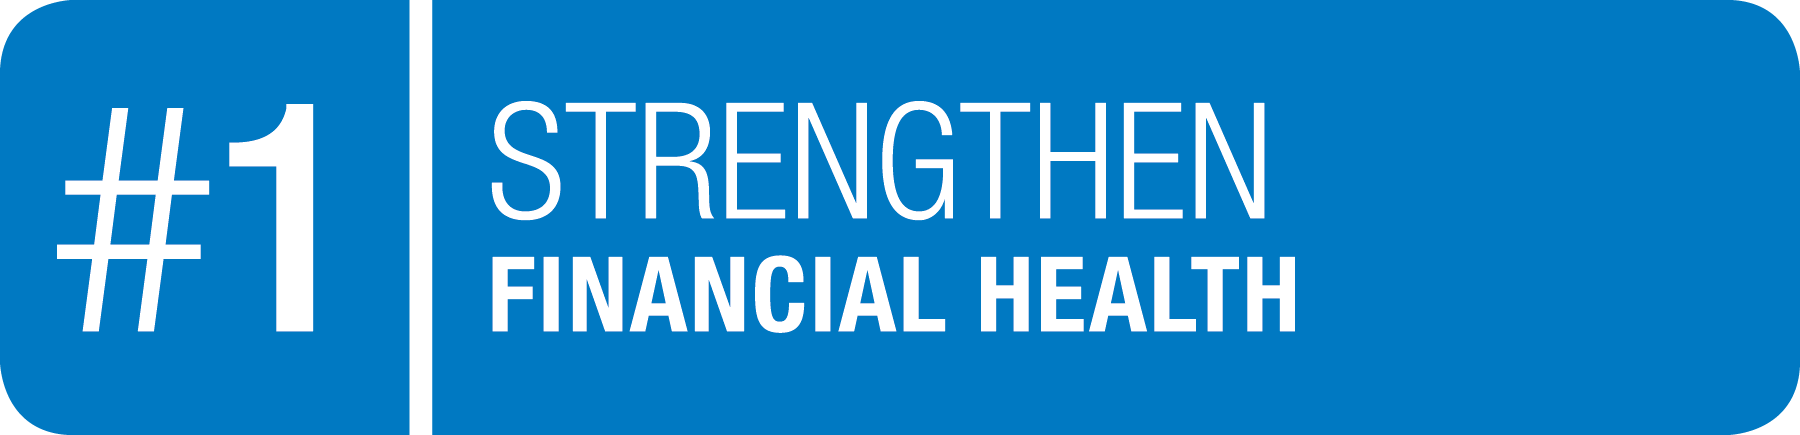 #1
STRENGTHEN
FINANCIAL HEALTH